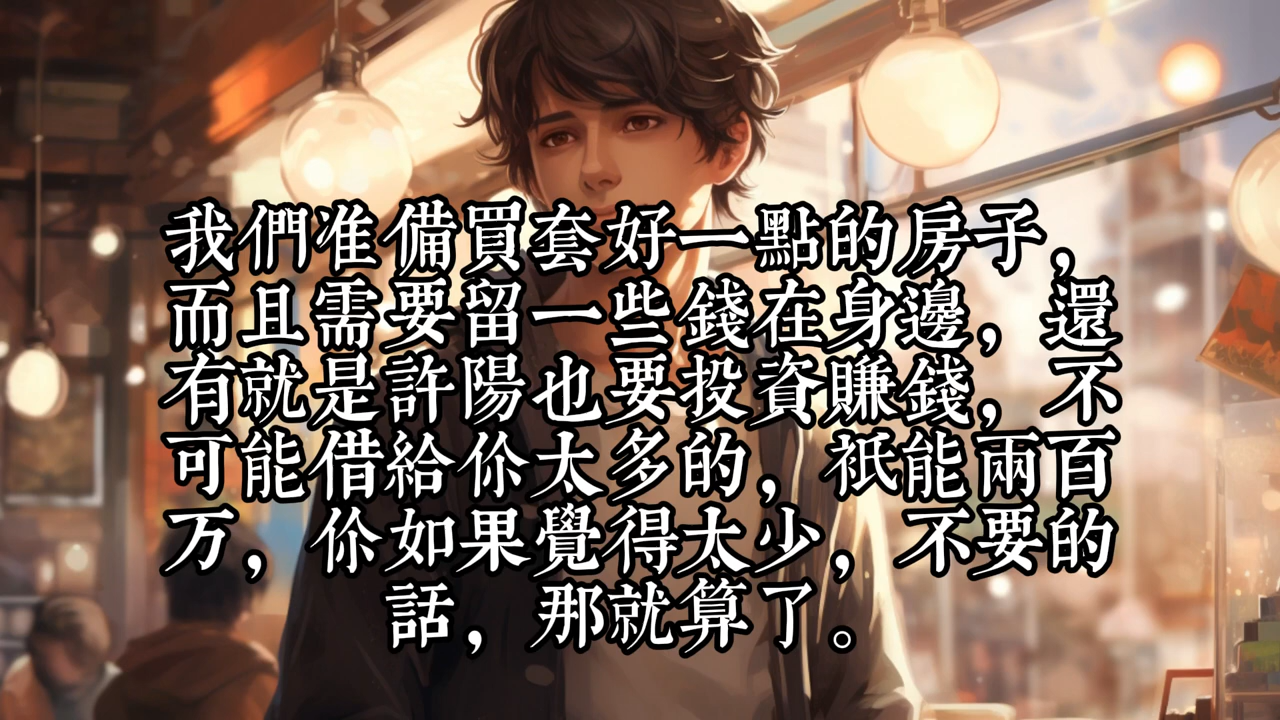 我們准備買套好一點的房子，
而且需要留一些錢在身邊，還
有就是許陽也要投資賺錢，不
可能借給你太多的，衹能兩百
万，你如果覺得太少，不要的
話，那就算了。